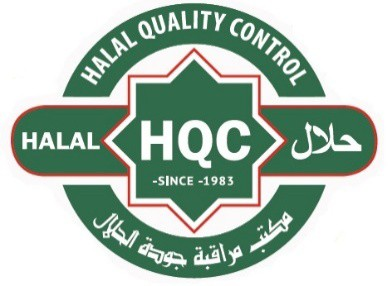 HALAL QUALITY CONTROL
HALAL
HQC
حلال
-SINCE -1983
مكتب مراقبة جودة الحلال